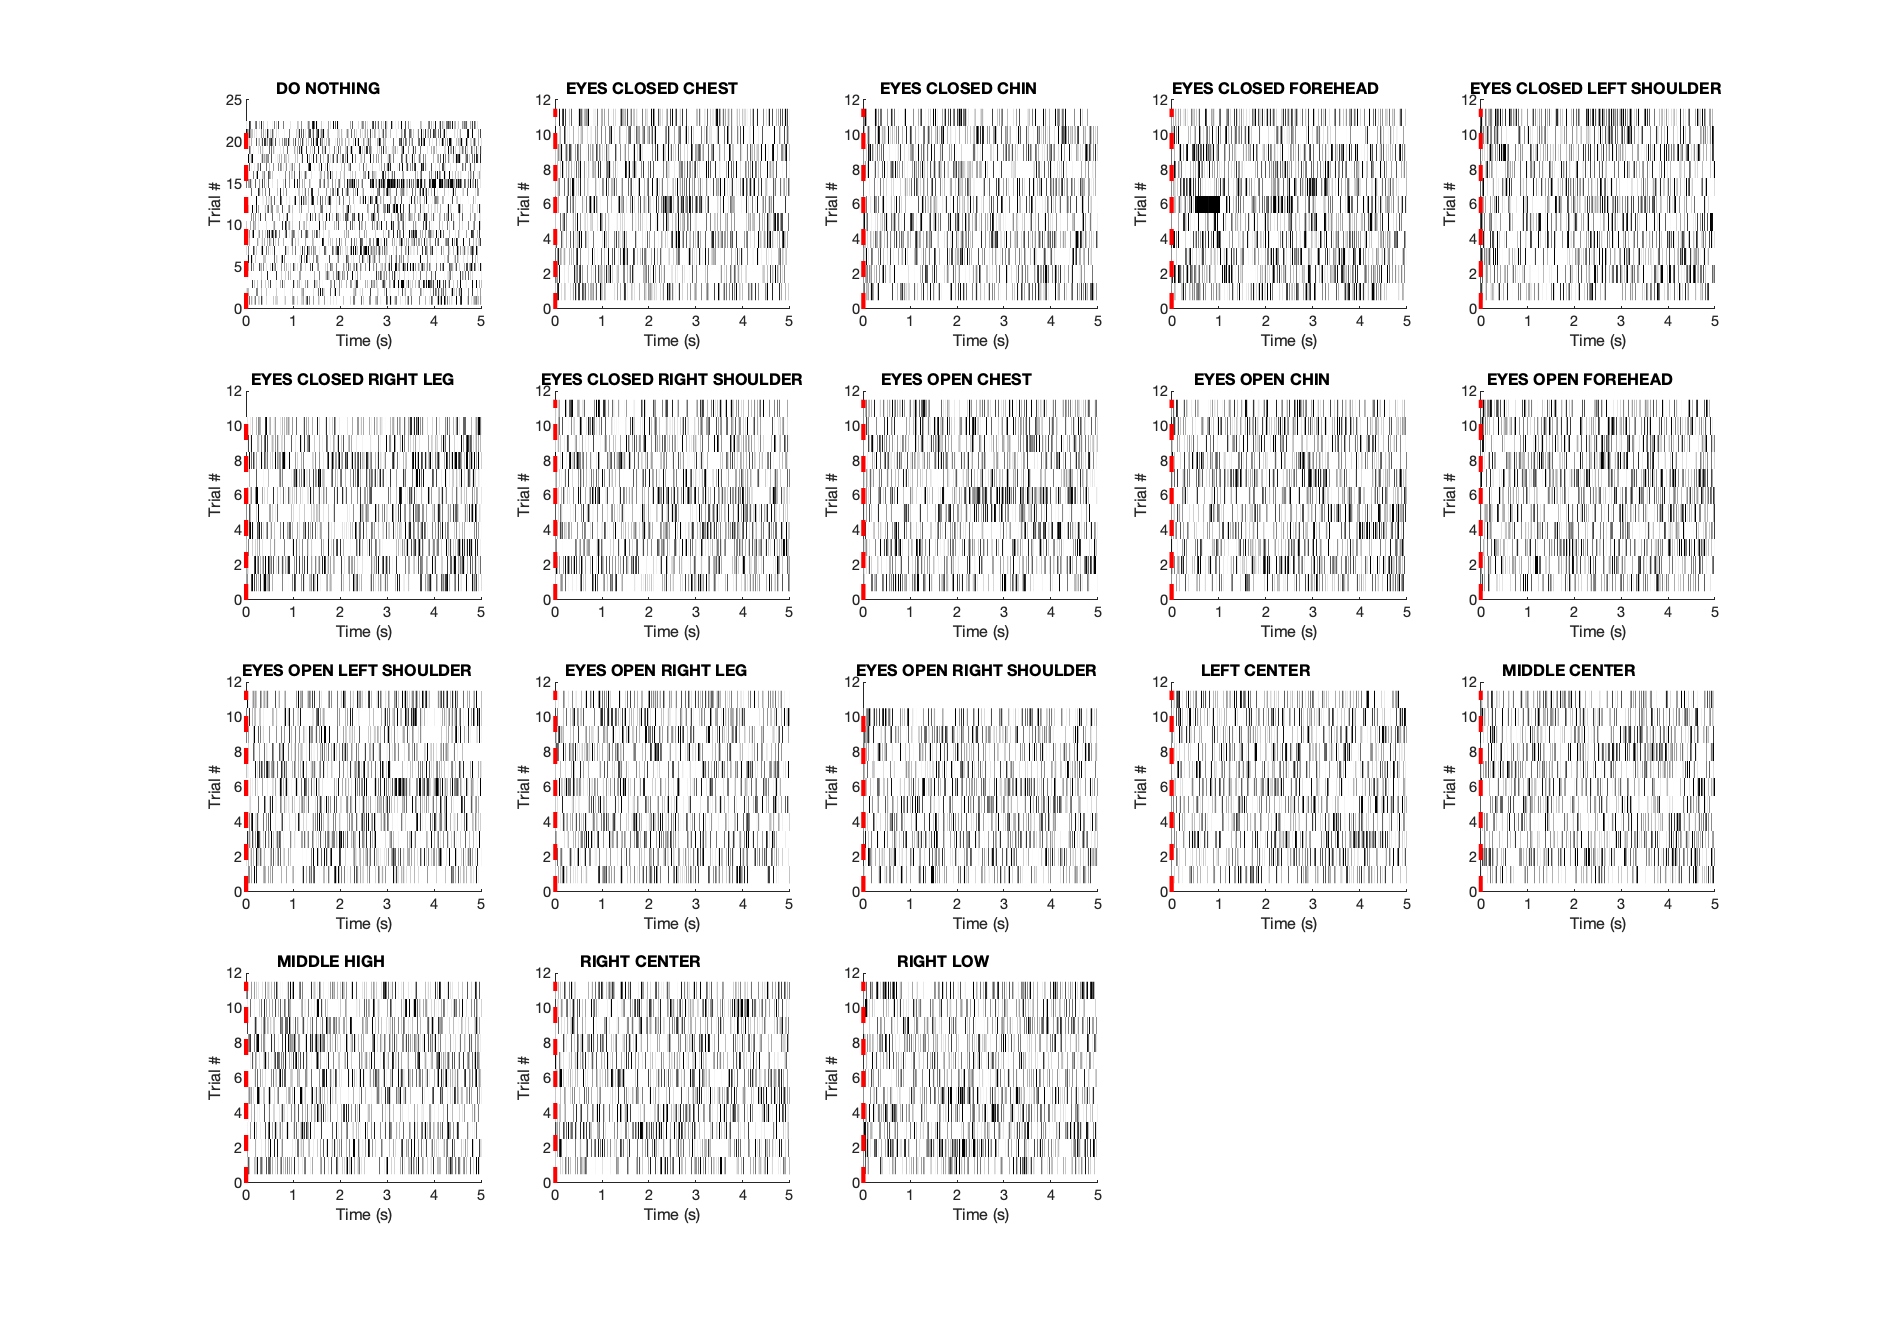 DO NOTHING
25
20
15
10
5
0
Trial #
0 1 2 3 4 5
Time (s)
EYES CLOSED CHEST
12
10
8
6
4
2
0
Trial #
0 1 2 3 4 5
Time (s)
EYES CLOSED CHIN
12
10
8
6
4
2
0
Trial #
0 1 2 3 4 5
Time (s)
EYES CLOSED FOREHEAD
12
10
8
6
4
2
0
Trial #
0 1 2 3 4 5
Time (s)
EYES CLOSED LEFT SHOULDER
12
10
8
6
4
2
0
Trial #
0 1 2 3 4 5
Time (s)
EYES CLOSED RIGHT LEG
12
10
8
6
4
2
0
Trial #
0 1 2 3 4 5
Time (s)
EYES CLOSED RIGHT SHOULDER
12
10
8
6
4
2
0
Trial #
0 1 2 3 4 5
Time (s)
EYES OPEN CHEST
12
10
8
6
4
2
0
Trial #
0 1 2 3 4 5
Time (s)
EYES OPEN CHIN
12
10
8
6
4
2
0
Trial #
0 1 2 3 4 5
Time (s)
EYES OPEN FOREHEAD
12
10
8
6
4
2
0
Trial #
0 1 2 3 4 5
Time (s)
EYES OPEN LEFT SHOULDER
12
10
8
6
4
2
0
Trial #
0 1 2 3 4 5
Time (s)
EYES OPEN RIGHT LEG
12
10
8
6
4
2
0
Trial #
0 1 2 3 4 5
Time (s)
EYES OPEN RIGHT SHOULDER
12
10
8
6
4
2
0
Trial #
0 1 2 3 4 5
Time (s)
LEFT CENTER
12
10
8
6
4
2
0
Trial #
0 1 2 3 4 5
Time (s)
MIDDLE CENTER
12
10
8
6
4
2
0
Trial #
0 1 2 3 4 5
Time (s)
MIDDLE HIGH
12
10
8
6
4
2
0
Trial #
0 1 2 3 4 5
Time (s)
RIGHT CENTER
12
10
8
6
4
2
0
Trial #
0 1 2 3 4 5
Time (s)
RIGHT LOW
12
10
8
6
4
2
0
Trial #
0 1 2 3 4 5
Time (s)